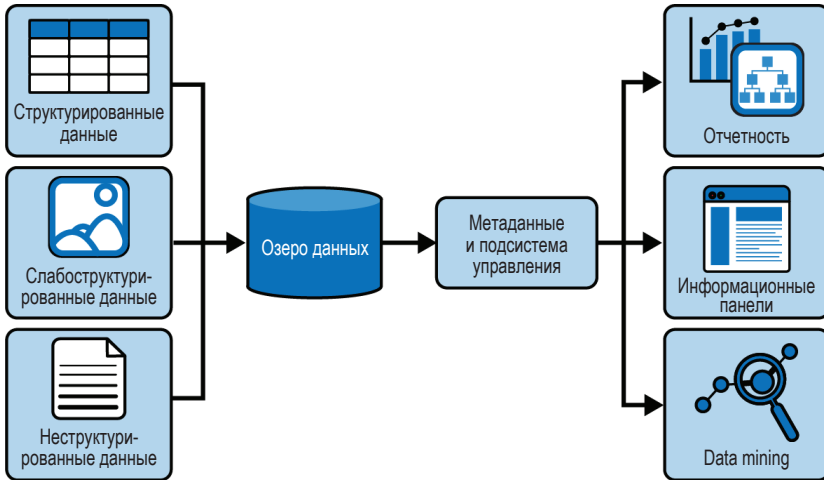 Структурированные
данные
Слабоструктури-
рованные данные
Неструктури-
рованные данные
Озеро данных
Метаданные
и подсистема
управления
Отчетность
Информационные
панели
Data mining